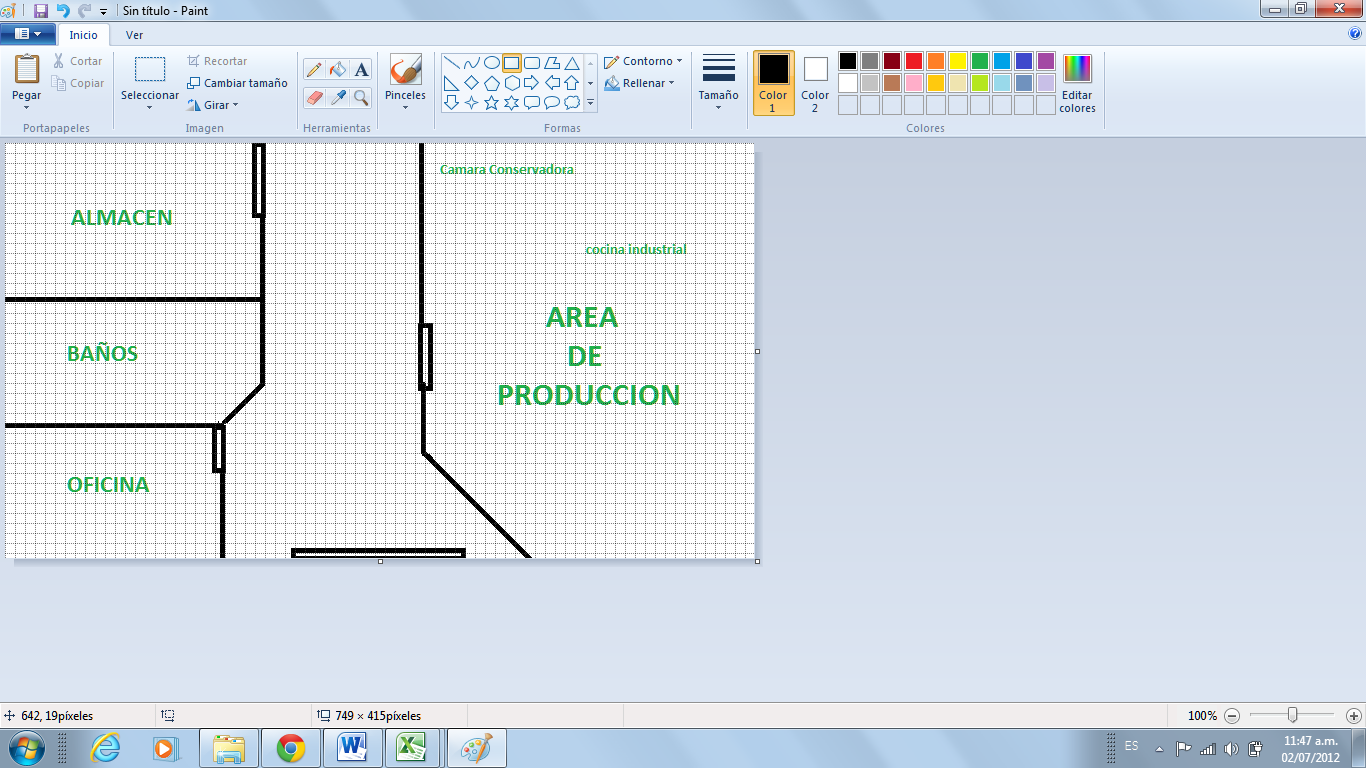 Sin título - Paint
Inicio
Ver
Pegar
Cortar
Copiar
Portapapeles
Seleccionar
Recortar
Cambiar tamaño
Girar
Imagen
A
Herramientas
Pinceles
Contorno
Rellenar
Formas
Tamaño
Color
1
Color
2
Editar
colores
Colores
Camara Conservadora
ALMACEN
cocina industrial
AREA
DE
PRODUCCION
BAÑOS
OFICINA
642, 19píxeles
749 × 415píxeles
100%
ES
11:47 a.m.
02/07/2012